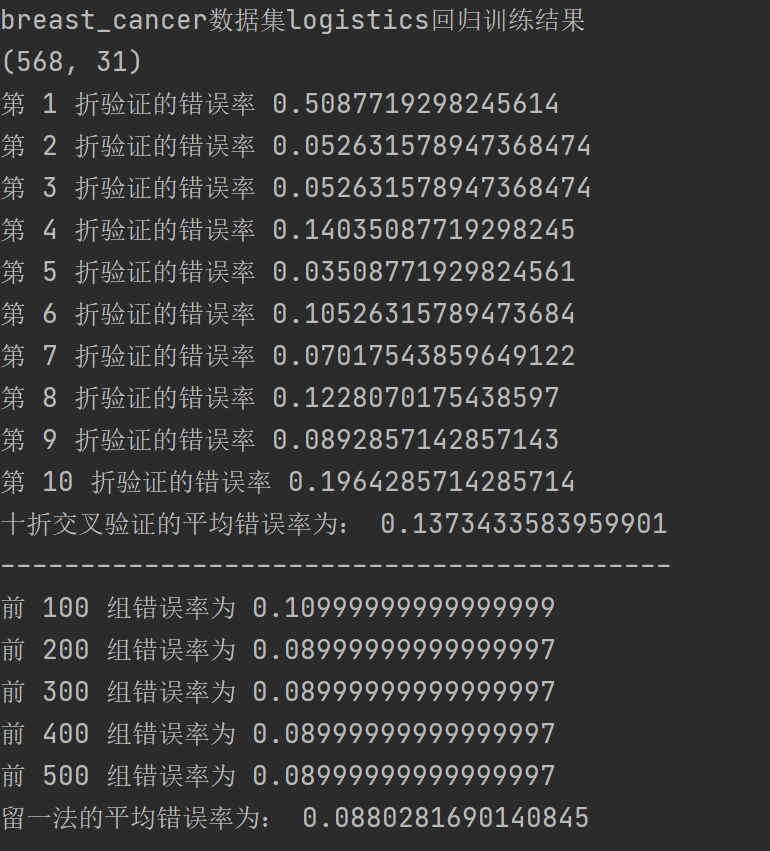 breast_cancer数据集logistics回归训练结果
(568, 31)
第 1 折验证的错误率 0.5087719298245614
第 2 折验证的错误率 0.052631578947368474
第 3 折验证的错误率 0.052631578947368474
第 4 折验证的错误率 0.14035087719298245
第 5 折验证的错误率 0.03508771929824561
第 6 折验证的错误率 0.10526315789473684
第 7 折验证的错误率 0.07017543859649122
第 8 折验证的错误率 0.1228070175438597
第 9 折验证的错误率 0.0892857142857143
第 10 折验证的错误率 0.1964285714285714
十折交叉验证的平均错误率为： 0.1373433583959901
------------------------------------------
前 100 组错误率为 0.10999999999999999
前 200 组错误率为 0.08999999999999997
前 300 组错误率为 0.08999999999999997
前 400 组错误率为 0.08999999999999997
前 500 组错误率为 0.08999999999999997
留一法的平均错误率为： 0.0880281690140845